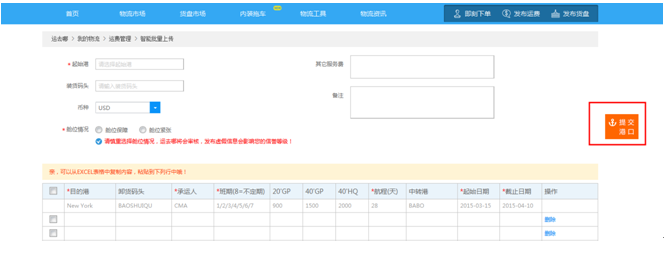 首页 物流市场 货盘市场 内装拖车 物流工具 物流资讯 即刻下单 发布运费 发布货盘
运去哪 > 我的物流 > 运费管理 > 智能批量上传
*起始港 其它服务费
装货码头 请输入装货码头
备注
币种 USD
*舱位情况 舱位保障 舱位紧张
请慎重选择舱位情况，运去哪将会审核，发布虚假信息会影响您的信誉等级！
提交
港口
亲，可以从EXCEL表格中复制内容，粘贴到下列行中哦！
*目的港 卸货码头 *承运人 *班期(8=不定期) 20'GP 40'GP 40'HQ *航程(天) 中转港 *起始日期 *截止日期 操作
New York BAOSHUIQU CMA 1/2/3/4/5/6/7 900 1500 2000 28 BABO 2015-03-15 2015-04-10
删除
删除